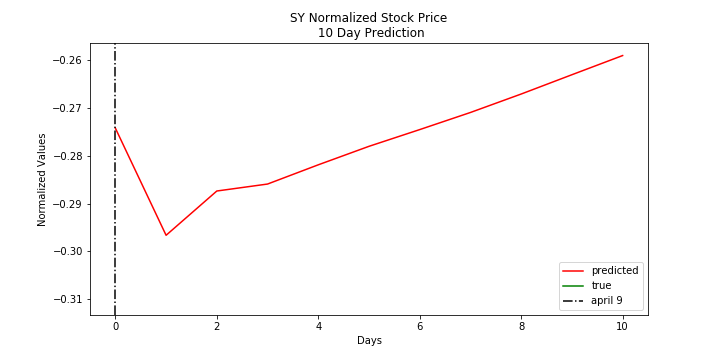 SY Normalized Stock Price
10 Day Prediction
Normalized Values
−0.26
−0.27
−0.28
−0.29
−0.30
−0.31
0
2
4
6
8
10
Days
predicted
true
april 9